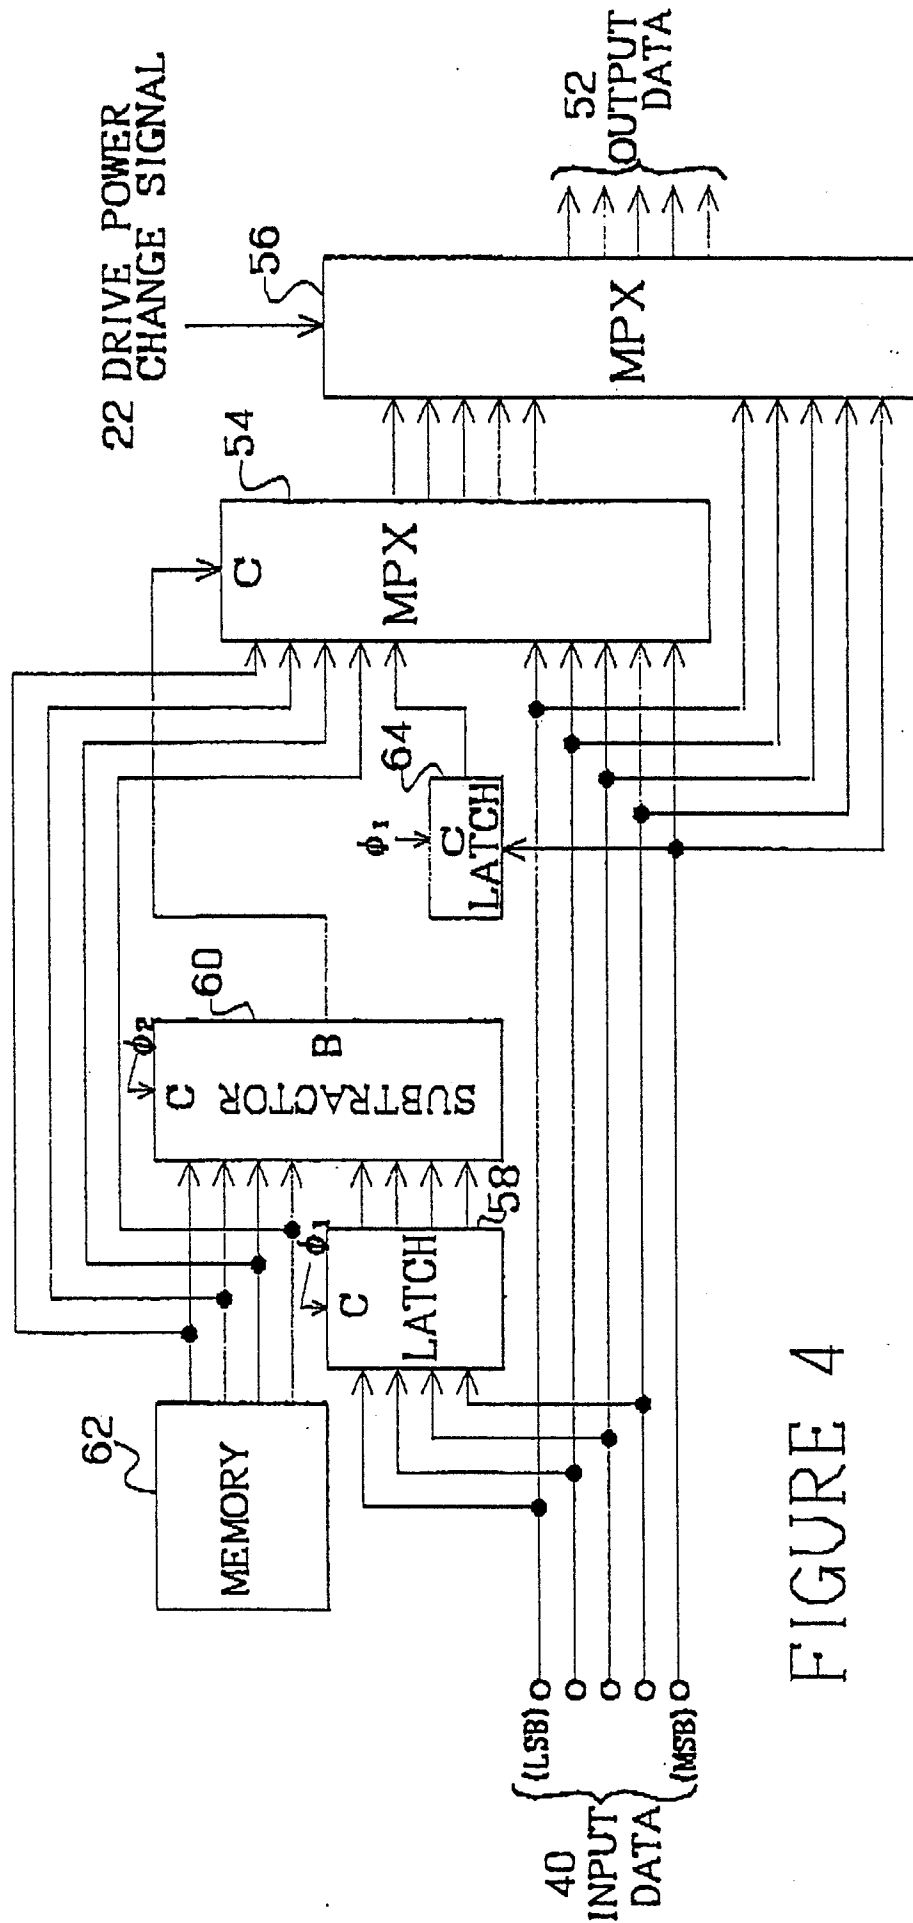 22 DRIVE POWER
CHANGE SIGNAL
56
MPX
52
OUTPUT
DATA
54
C
MPX
64
ϕ1
C
LATCH
60
ϕ2
C
SUBTRACTOR
B
58
ϕ1
C
LATCH
62
MEMORY
(LSB)
(MSB)
40
INPUT
DATA
FIGURE 4